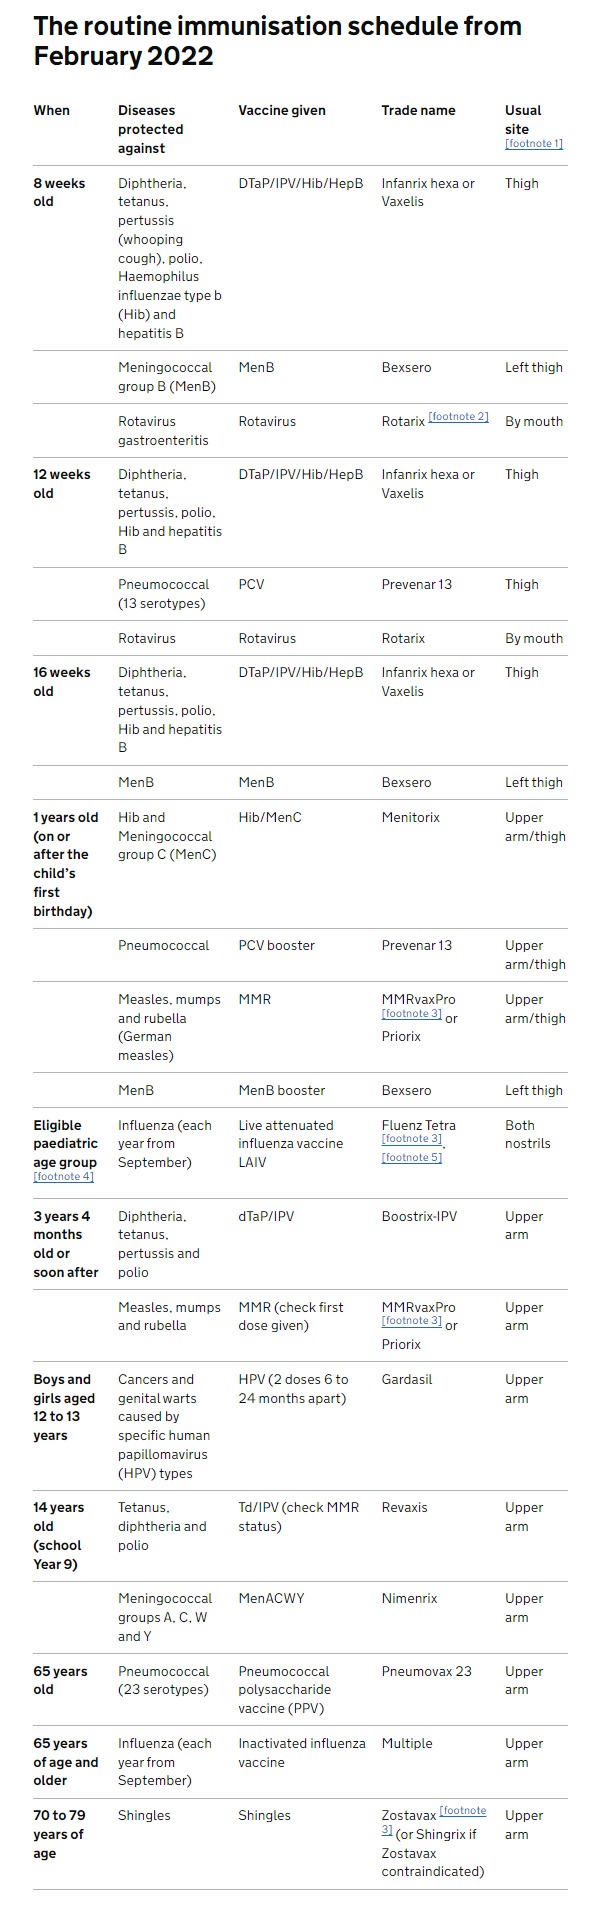 The routine immunisation schedule from
February 2022
When Diseases protected against Vaccine given Trade name Usual site [footnote 1]
8 weeks old Diphtheria, tetanus, pertussis (whooping cough), polio, Haemophilus influenzae type b (Hib) and hepatitis B DTaP/IPV/Hib/HepB Infanrix hexa or Vaxelis Thigh
Meningococcal group B (MenB) MenB Bexsero Left thigh
Rotavirus gastroenteritis Rotavirus Rotarix [footnote 2] By mouth
12 weeks old Diphtheria, tetanus, pertussis, polio, Hib and hepatitis B DTaP/IPV/Hib/HepB Infanrix hexa or Vaxelis Thigh
Pneumococcal (13 serotypes) PCV Prevenar 13 Thigh
Rotavirus Rotavirus Rotarix By mouth
16 weeks old Diphtheria, tetanus, pertussis, polio, Hib and hepatitis B DTaP/IPV/Hib/HepB Infanrix hexa or Vaxelis Thigh
MenB MenB Bexsero Left thigh
1 years old (on or after the child's first birthday) Hib and Meningococcal group C (MenC) Hib/MenC Menitorix Upper arm/thigh
Pneumococcal PCV booster Prevenar 13 Upper arm/thigh
Measles, mumps and rubella (German measles) MMR MMRvaxPro [footnote 3] or Priorix Upper arm/thigh
MenB MenB booster Bexsero Left thigh
Eligible paediatric age group [footnote 4] Influenza (each year from September) Live attenuated influenza vaccine LAIV Fluenz Tetra [footnote 3], [footnote 5] Both nostrils
3 years 4 months old or soon after Diphtheria, tetanus, pertussis and polio dTaP/IPV Boostrix-IPV Upper arm
Measles, mumps and rubella MMR (check first dose given) MMRvaxPro [footnote 3] or Priorix Upper arm
Boys and girls aged 12 to 13 years Cancers and genital warts caused by specific human papillomavirus (HPV) types HPV (2 doses 6 to 24 months apart) Gardasil Upper arm
14 years old (school Year 9) Tetanus, diphtheria and polio Td/IPV (check MMR status) Revaxis Upper arm
Meningococcal groups A, C, W and Y MenACWY Nimenrix Upper arm
65 years old Pneumococcal (23 serotypes) Pneumococcal polysaccharide vaccine (PPV) Pneumovax 23 Upper arm
65 years of age and older Influenza (each year from September) Inactivated influenza vaccine Multiple Upper arm
70 to 79 years of age Shingles Shingles Zostavax [footnote 3] (or Shingrix if Zostavax contraindicated) Upper arm